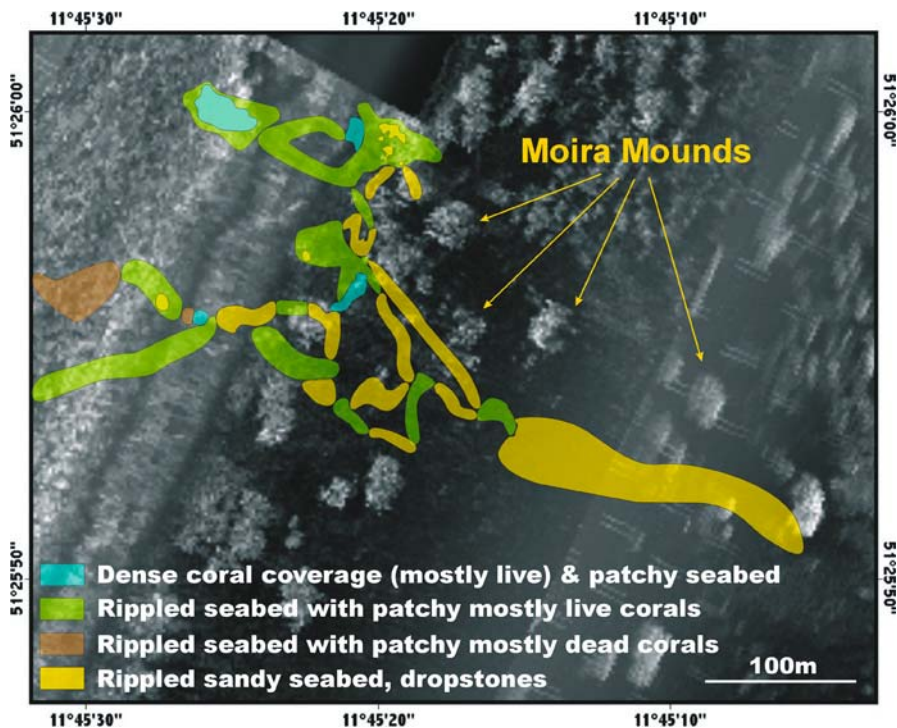 11°45'30" 11°45'20" 11°45'10"
51°26'00" 51°26'00"
Moira Mounds
51°25'50" 51°25'50"
Dense coral coverage (mostly live) & patchy seabed
Rippled seabed with patchy mostly live corals
Rippled seabed with patchy mostly dead corals
Rippled sandy seabed, dropstones
100m
11°45'30" 11°45'20" 11°45'10"